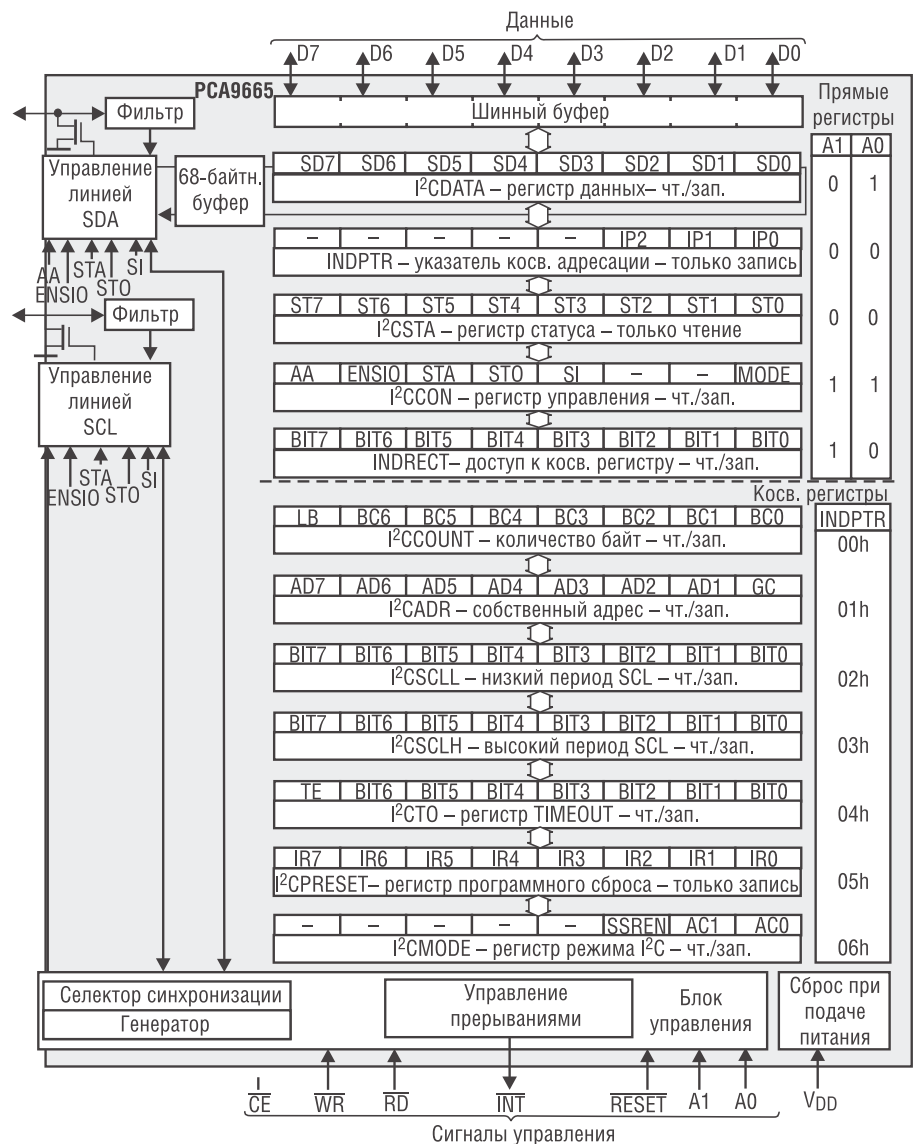 Данные
D7 D6 D5 D4 D3 D2 D1 D0
PCA9665
Фильтр
Шинный буфер
Прямые
регистры
A1 A0
Управление
линией
SDA
68-байтн.
буфер
SD7 SD6 SD5 SD4 SD3 SD2 SD1 SD0
I²CDATA – регистр данных– чт./зап.
0 1
– – – – – IP2 IP1 IP0
INDPTR – указатель косв. адресации – только запись
0 0
AA ENSIO STA STO SI
Фильтр
ST7 ST6 ST5 ST4 ST3 ST2 ST1 ST0
I²CSTA – регистр статуса – только чтение
0 0
Управление
линией
SCL
AA ENSIO STA STO SI – – MODE
I²CCON – регистр управления – чт./зап.
1 1
BIT7 BIT6 BIT5 BIT4 BIT3 BIT2 BIT1 BIT0
INDRECT– доступ к косв. регистру – чт./зап.
1 0
ENSIO STA STO SI
Косв. регистры
INDPTR
LB BC6 BC5 BC4 BC3 BC2 BC1 BC0
I²CCOUNT – количество байт – чт./зап.
00h
AD7 AD6 AD5 AD4 AD3 AD2 AD1 GC
I²CADR – собственный адрес – чт./зап.
01h
BIT7 BIT6 BIT5 BIT4 BIT3 BIT2 BIT1 BIT0
I²CSCLL – низкий период SCL – чт./зап.
02h
BIT7 BIT6 BIT5 BIT4 BIT3 BIT2 BIT1 BIT0
I²CSCLH – высокий период SCL – чт./зап.
03h
TE BIT6 BIT5 BIT4 BIT3 BIT2 BIT1 BIT0
I²CTO – регистр TIMEOUT – чт./зап.
04h
IR7 IR6 IR5 IR4 IR3 IR2 IR1 IR0
I²CPRESET– регистр программного сброса – только запись
05h
– – – – – SSREN AC1 AC0
I²CMODE – регистр режима I²C – чт./зап.
06h
Селектор синхронизации
Генератор
Управление
прерываниями
Блок
управления
Сброс при
подаче
питания
CE WR RD INT RESET A1 A0 VDD
Сигналы управления